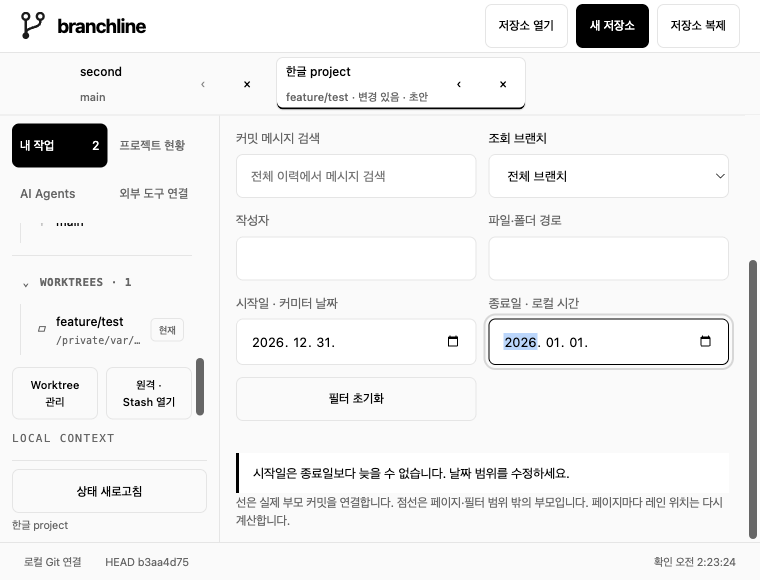 branchline
저장소 열기
새 저장소
저장소 복제
second
main
‹
×
한글 project
feature/test · 변경 있음 · 초안
‹
×
내 작업 2
프로젝트 현황
AI Agents
외부 도구 연결
main
WORKTREES · 1
feature/test
/private/var/…
현재
Worktree
관리
원격 ·
Stash 열기
LOCAL CONTEXT
상태 새로고침
한글 project
커밋 메시지 검색
전체 이력에서 메시지 검색
조회 브랜치
전체 브랜치
작성자
파일·폴더 경로
시작일 · 커미터 날짜
2026. 12. 31.
종료일 · 로컬 시간
2026. 01. 01.
필터 초기화
시작일은 종료일보다 늦을 수 없습니다. 날짜 범위를 수정하세요.
선은 실제 부모 커밋을 연결합니다. 점선은 페이지·필터 범위 밖의 부모입니다. 페이지마다 레인 위치는 다시
계산합니다.
로컬 Git 연결
HEAD b3aa4d75
확인 오전 2:23:24